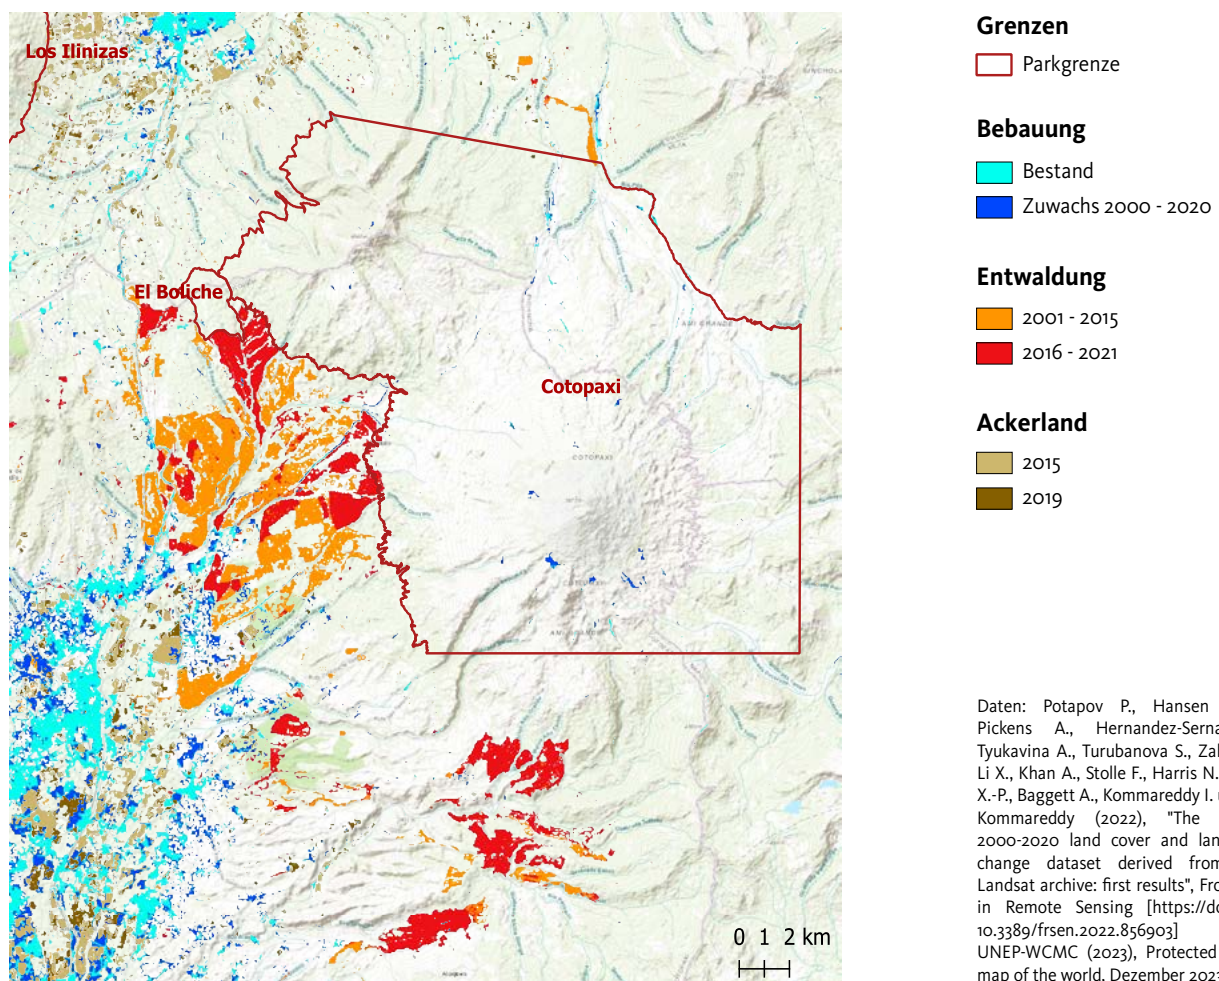 Los Ilinizas
El Boliche
Cotopaxi
COTOPAXI
0 1 2 km
Grenzen
Parkgrenze
Bebauung
Bestand
Zuwachs 2000 - 2020
Entwaldung
2001 - 2015
2016 - 2021
Ackerland
2015
2019
Daten: Potapov P., Hansen
Pickens A., Hernandez-Serna
Tyukavina A., Turubanova S., Zal
Li X., Khan A., Stolle F., Harris N.
X.-P., Baggett A., Kommareddy I.
Kommareddy (2022), "The
2000-2020 land cover and lan
change dataset derived from
Landsat archive: first results", Fro
in Remote Sensing [https://do
10.3389/frsen.2022.856903]
UNEP-WCMC (2023), Protected
map of the world, Dezember 202